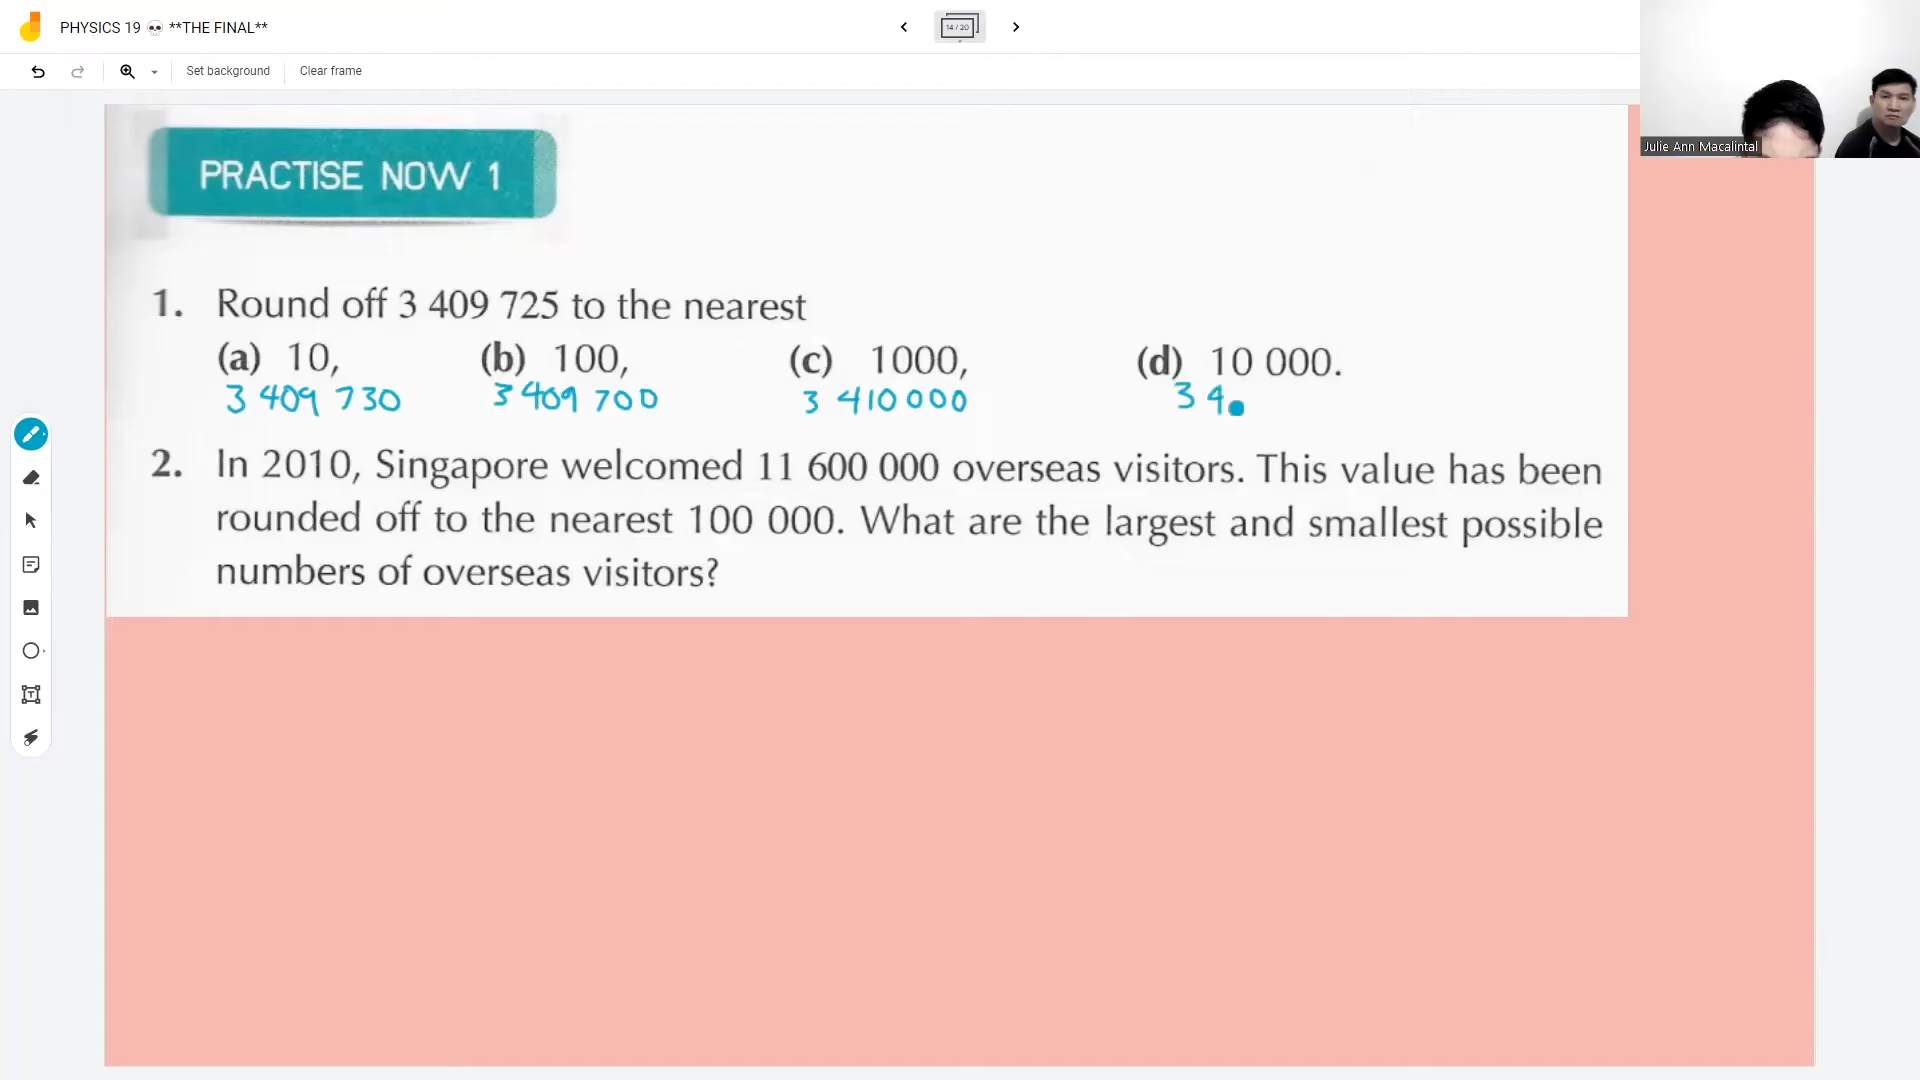 PHYSICS 19 💀 **THE FINAL**
14 / 20
Set background
Clear frame
Julie Ann Macalintal
PRACTISE NOW 1
1. Round off 3 409 725 to the nearest
(a) 10, (b) 100, (c) 1000, (d) 10 000.
3 409 730 3 409 700 3 410 000 3 4
2. In 2010, Singapore welcomed 11 600 000 overseas visitors. This value has been
rounded off to the nearest 100 000. What are the largest and smallest possible
numbers of overseas visitors?